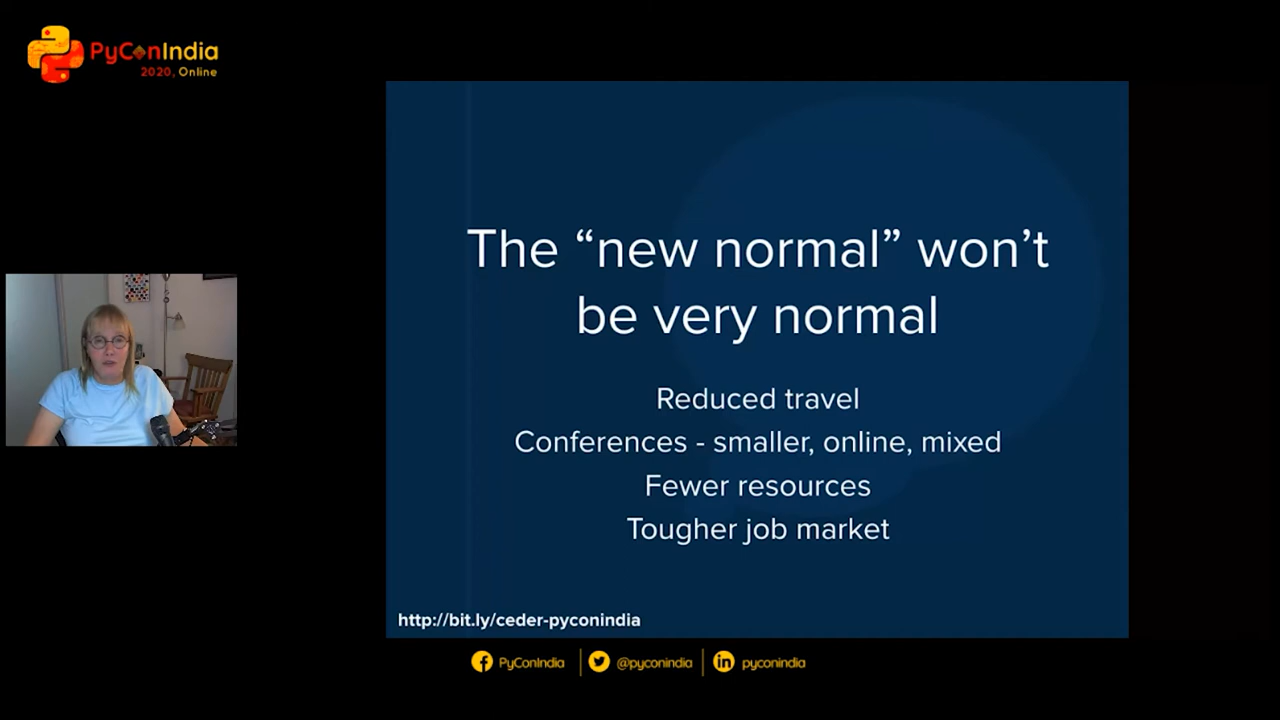 PyConIndia
2020, Online
The “new normal” won’t
be very normal
Reduced travel
Conferences - smaller, online, mixed
Fewer resources
Tougher job market
http://bit.ly/ceder-pyconindia
PyConIndia
@pyconindia
pyconindia